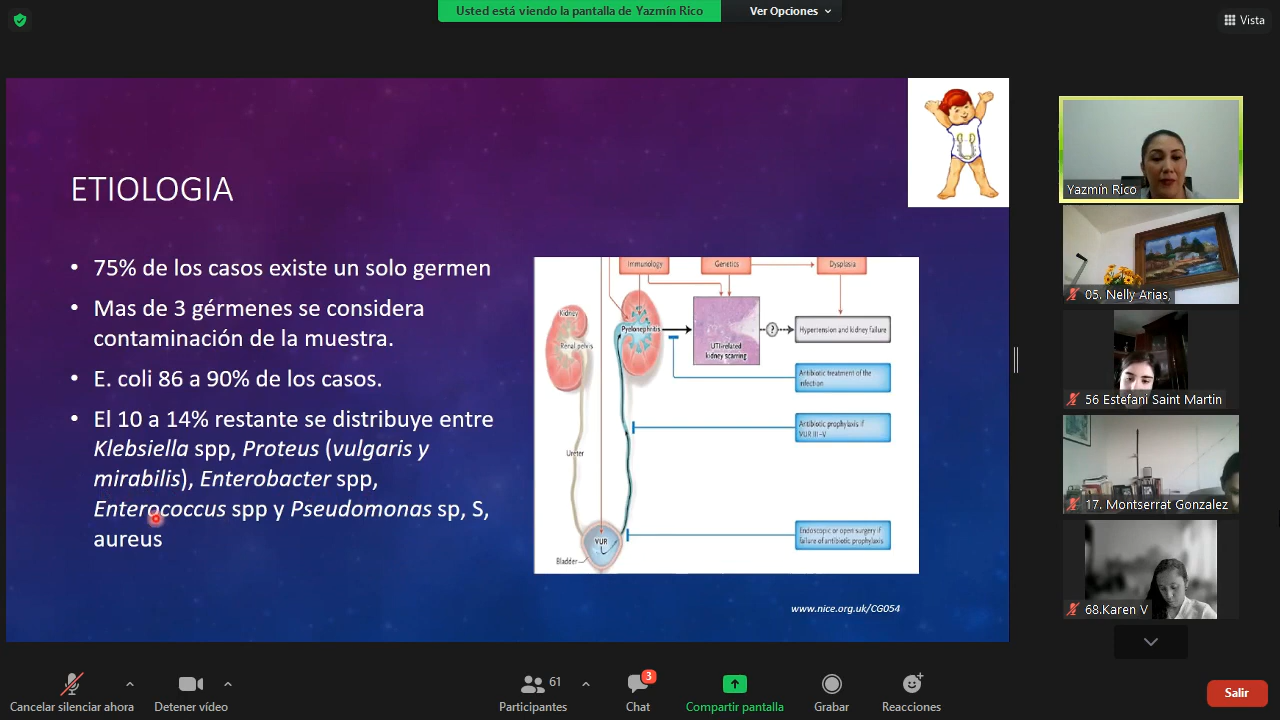 Usted está viendo la pantalla de Yazmín Rico
Ver Opciones
Vista
ETIOLOGIA
• 75% de los casos existe un solo germen
• Mas de 3 gérmenes se considera
contaminación de la muestra.
• E. coli 86 a 90% de los casos.
• El 10 a 14% restante se distribuye entre
Klebsiella spp, Proteus (vulgaris y
mirabilis), Enterobacter spp,
Enterococcus spp y Pseudomonas sp, S,
aureus
Immunology
Genetics
Dysplasia
Kidney
Renal pelvis
Pyelonephritis
UTI-related
kidney scarring
?
Hypertension and kidney failure
Antibiotic treatment of the
infection
Antibiotic prophylaxis if
VUR III–V
Ureter
VUR
Bladder
Endoscopic or open surgery if
failure of antibiotic prophylaxis
www.nice.org.uk/CG054
Yazmín Rico
05. Nelly Arias,
56 Estefani Saint Martin
17. Montserrat Gonzalez
68.Karen V
Cancelar silenciar ahora
Detener vídeo
61
Participantes
3
Chat
Compartir pantalla
Grabar
Reacciones
Salir